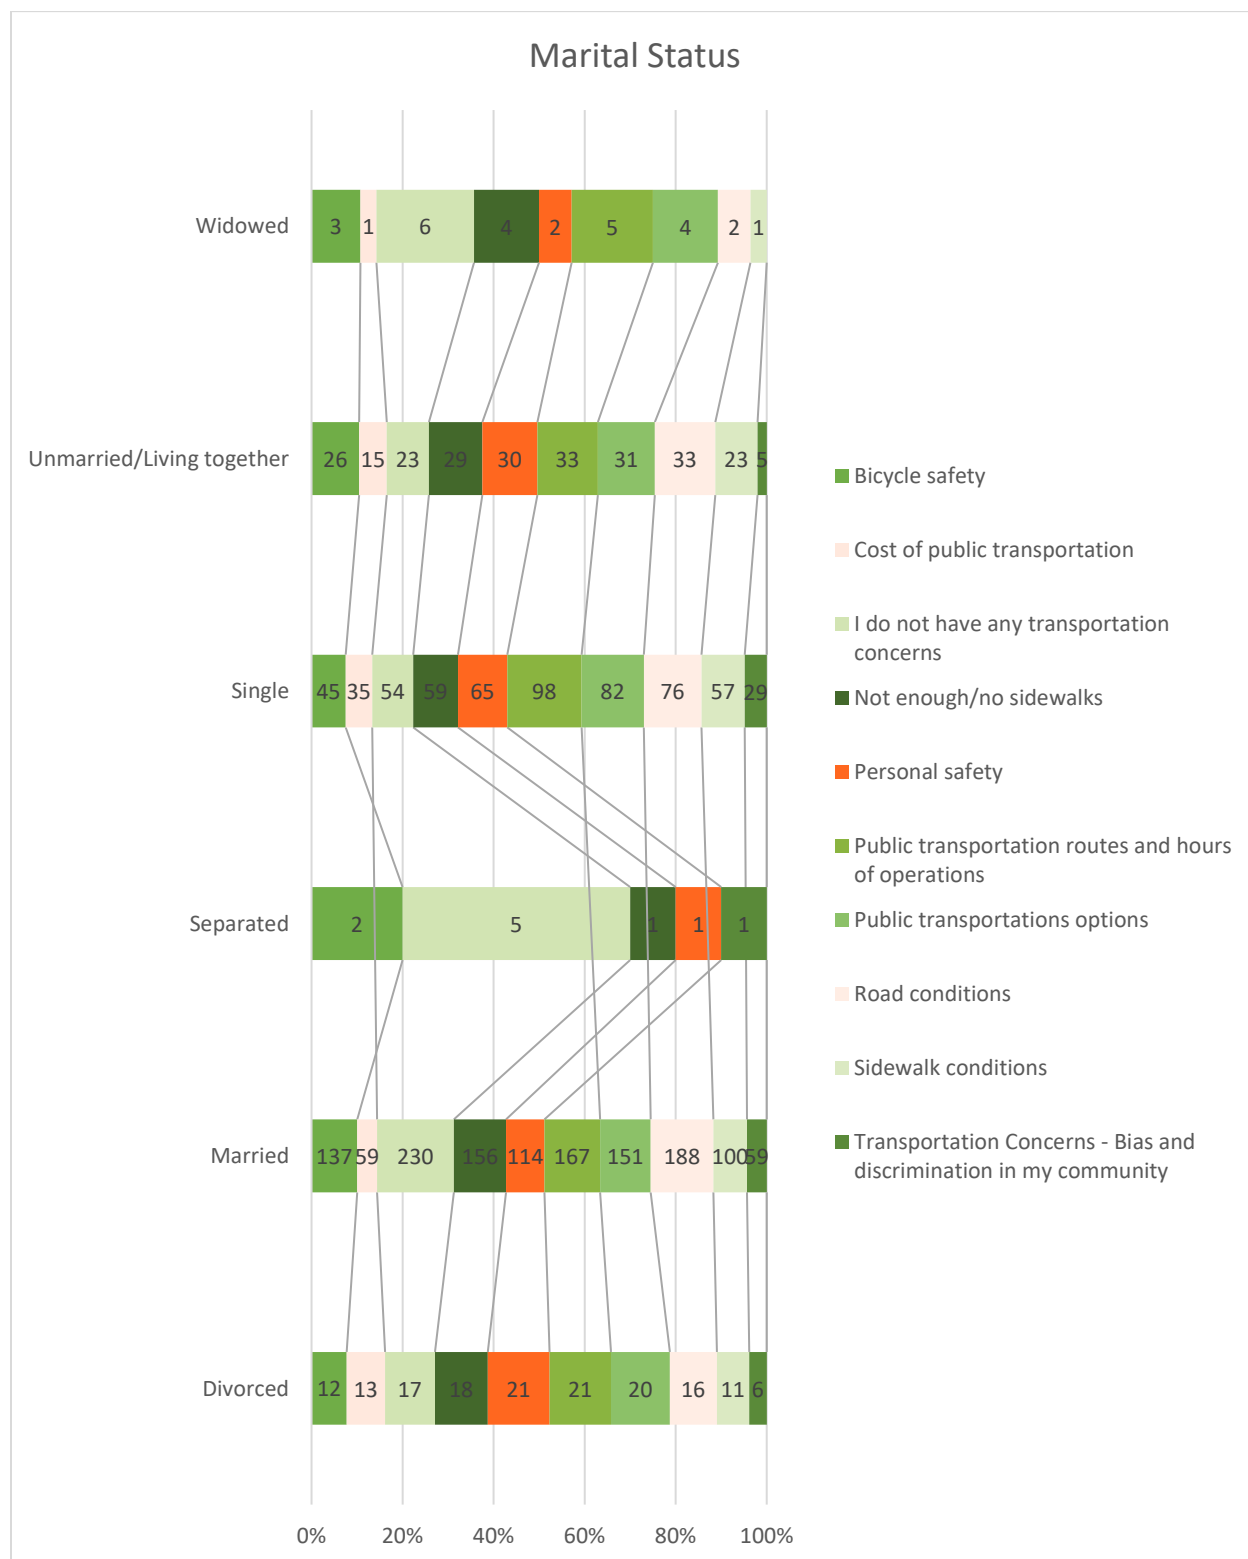 Marital Status
Widowed
3 1 6 4 2 5 4 2 1
Unmarried/Living together
26 15 23 29 30 33 31 33 23 5
Single
45 35 54 59 65 98 82 76 57 29
Separated
2 5 1 1 1
Married
137 59 230 156 114 167 151 188 100 59
Divorced
12 13 17 18 21 21 20 16 11 6
0% 20% 40% 60% 80% 100%
Bicycle safety
Cost of public transportation
I do not have any transportation
concerns
Not enough/no sidewalks
Personal safety
Public transportation routes and hours
of operations
Public transportations options
Road conditions
Sidewalk conditions
Transportation Concerns - Bias and
discrimination in my community